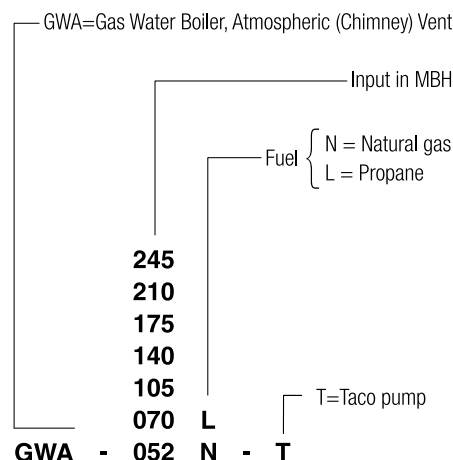 GWA=Gas Water Boiler, Atmospheric (Chimney) Vent
Input in MBH
Fuel { N = Natural gas
L = Propane
245
210
175
140
105
T=Taco pump
070 L
GWA - 052 N - T